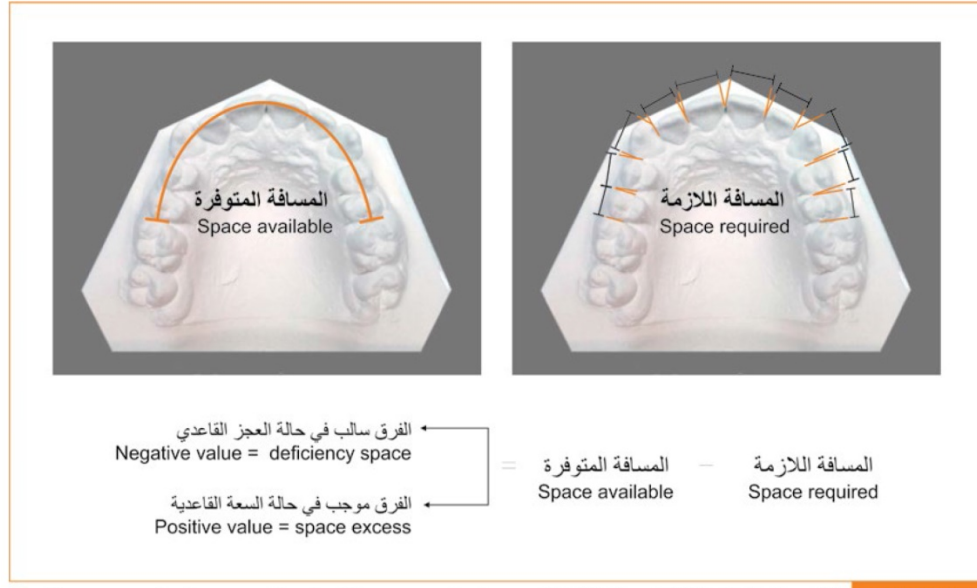 المسافة المتوفرة
Space available
المسافة اللازمة
Space required
الفرق سالب في حالة العجز القاعدي
Negative value = deficiency space
الفرق موجب في حالة السعة القاعدية
Positive value = space excess
=
المسافة المتوفرة
Space available
–
المسافة اللازمة
Space required